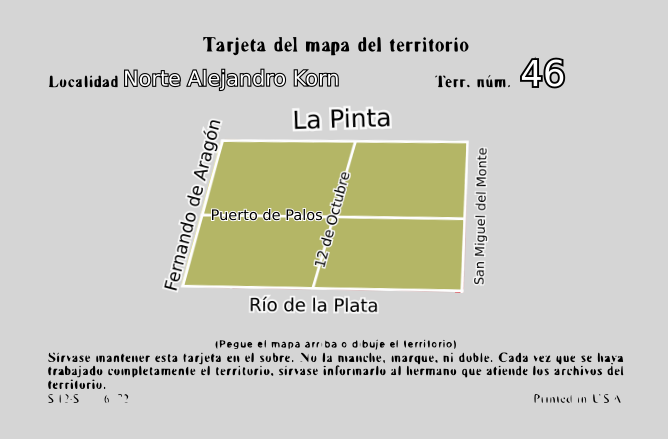 Tarjeta del mapa del territorio
Localidad Norte Alejandro Korn Terr. núm. 46
La Pinta
Fernando de Aragón
Puerto de Palos
12 de Octubre
San Miguel del Monte
Río de la Plata
(Pegue el mapa arriba o dibuje el territorio)
Sírvase mantener esta tarjeta en el sobre. No la manche, marque, ni doble. Cada vez que se haya
trabajado completamente el territorio, sírvase informarlo al hermano que atiende los archivos del
territorio.
S-12-S Printed in U S A